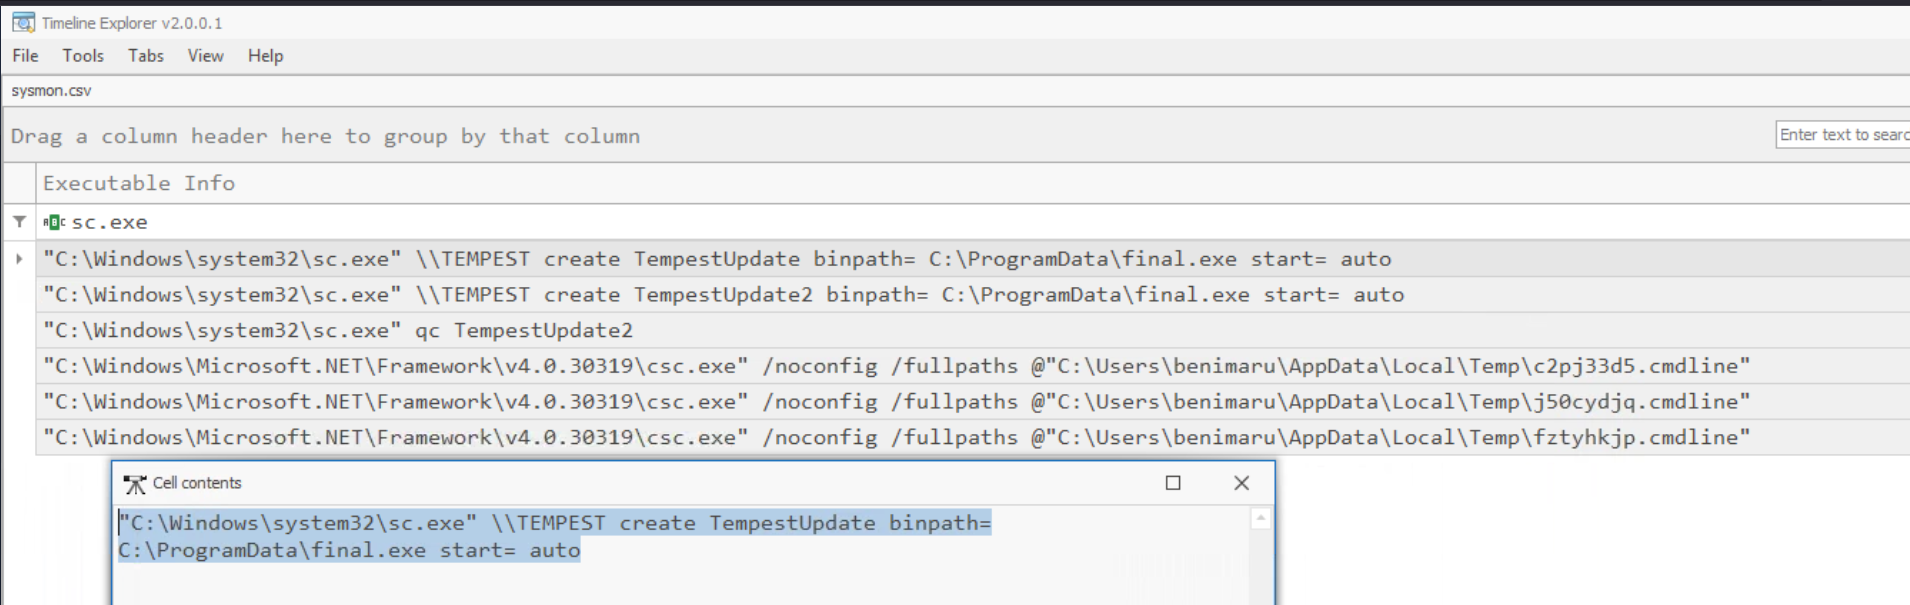 Timeline Explorer v2.0.0.1
File Tools Tabs View Help
sysmon.csv
Drag a column header here to group by that column
Enter text to searc
Executable Info
ABC sc.exe
"C:\Windows\system32\sc.exe" \\TEMPEST create TempestUpdate binpath= C:\ProgramData\final.exe start= auto
"C:\Windows\system32\sc.exe" \\TEMPEST create TempestUpdate2 binpath= C:\ProgramData\final.exe start= auto
"C:\Windows\system32\sc.exe" qc TempestUpdate2
"C:\Windows\Microsoft.NET\Framework\v4.0.30319\csc.exe" /noconfig /fullpaths @"C:\Users\benimaru\AppData\Local\Temp\c2pj33d5.cmdline"
"C:\Windows\Microsoft.NET\Framework\v4.0.30319\csc.exe" /noconfig /fullpaths @"C:\Users\benimaru\AppData\Local\Temp\j50cydjq.cmdline"
"C:\Windows\Microsoft.NET\Framework\v4.0.30319\csc.exe" /noconfig /fullpaths @"C:\Users\benimaru\AppData\Local\Temp\fztyhkjp.cmdline"
Cell contents
"C:\Windows\system32\sc.exe" \\TEMPEST create TempestUpdate binpath=
C:\ProgramData\final.exe start= auto